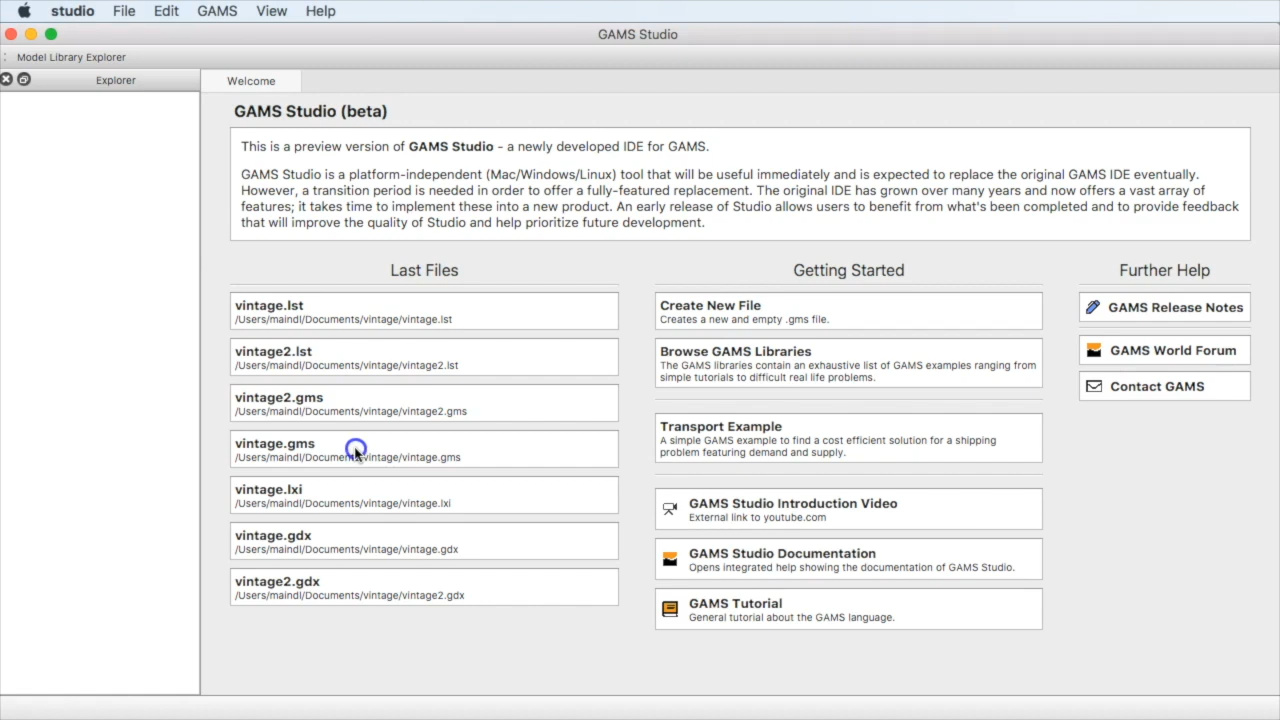 studio File Edit GAMS View Help
GAMS Studio
Model Library Explorer
Explorer
Welcome
GAMS Studio (beta)
This is a preview version of GAMS Studio - a newly developed IDE for GAMS.
GAMS Studio is a platform-independent (Mac/Windows/Linux) tool that will be useful immediately and is expected to replace the original GAMS IDE eventually.
However, a transition period is needed in order to offer a fully-featured replacement. The original IDE has grown over many years and now offers a vast array of
features; it takes time to implement these into a new product. An early release of Studio allows users to benefit from what's been completed and to provide feedback
that will improve the quality of Studio and help prioritize future development.
Last Files
vintage.lst
/Users/maindl/Documents/vintage/vintage.lst
vintage2.lst
/Users/maindl/Documents/vintage/vintage2.lst
vintage2.gms
/Users/maindl/Documents/vintage/vintage2.gms
vintage.gms
/Users/maindl/Documents/vintage/vintage.gms
vintage.lxi
/Users/maindl/Documents/vintage/vintage.lxi
vintage.gdx
/Users/maindl/Documents/vintage/vintage.gdx
vintage2.gdx
/Users/maindl/Documents/vintage/vintage2.gdx
Getting Started
Create New File
Creates a new and empty .gms file.
Browse GAMS Libraries
The GAMS libraries contain an exhaustive list of GAMS examples ranging from
simple tutorials to difficult real life problems.
Transport Example
A simple GAMS example to find a cost efficient solution for a shipping
problem featuring demand and supply.
GAMS Studio Introduction Video
External link to youtube.com
GAMS Studio Documentation
Opens integrated help showing the documentation of GAMS Studio.
GAMS Tutorial
General tutorial about the GAMS language.
Further Help
GAMS Release Notes
GAMS World Forum
Contact GAMS